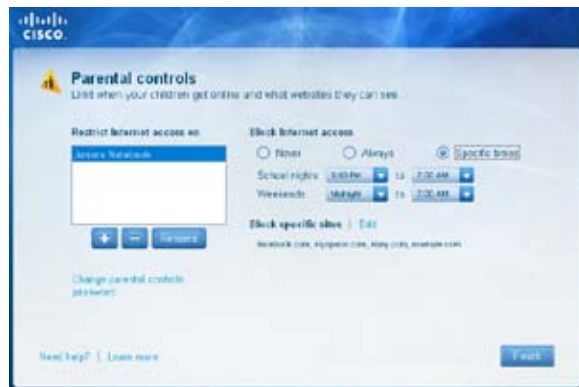 CISCO.
Parental controls
Limit when your children get online and what websites they can see.
Restrict Internet access on
Block Internet access
Never
Always
Specific times
School nights
to
Weekends
Midnight
to
Block specific sites | Edit
facebook.com, myspace.com, ebay.com, example.com
Change parental controls
password
Need help? | Learn more
Finish